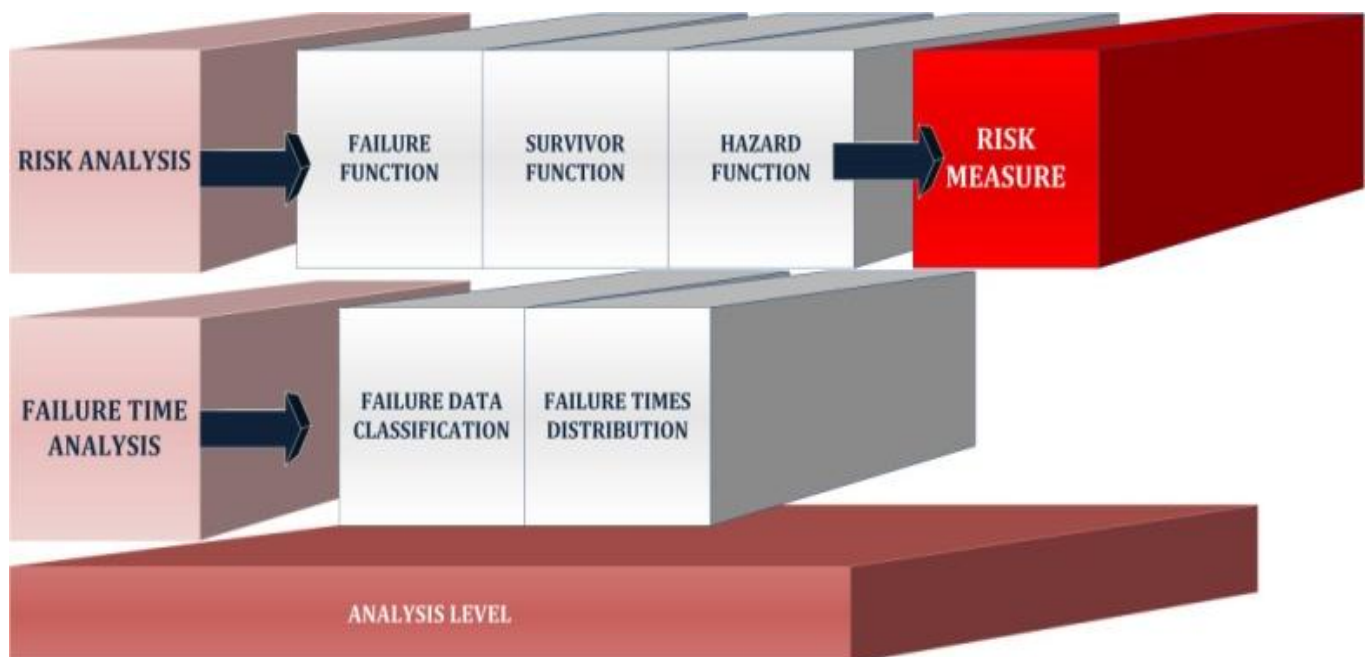 RISK ANALYSIS
FAILURE
FUNCTION
SURVIVOR
FUNCTION
HAZARD
FUNCTION
RISK
MEASURE
FAILURE TIME
ANALYSIS
FAILURE DATA
CLASSIFICATION
FAILURE TIMES
DISTRIBUTION
ANALYSIS LEVEL